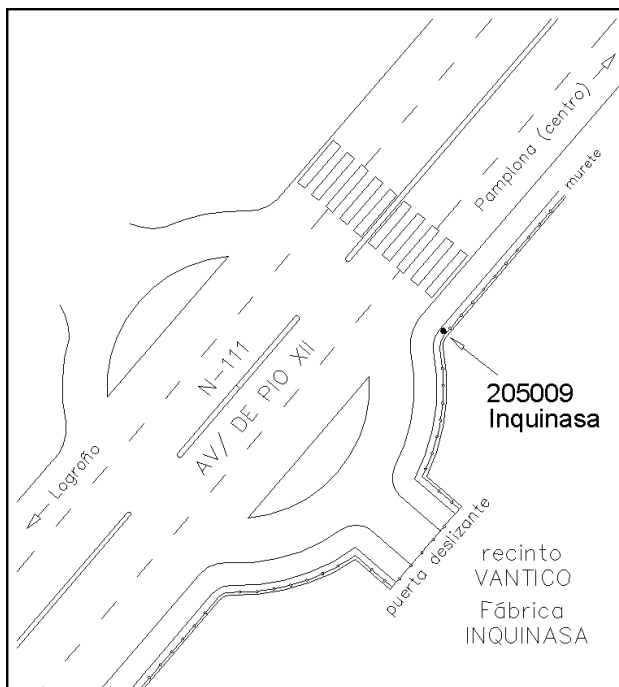 Pamplona (centro)
murete
N-111
AV/ DE PIO XII
205009
Inquinasa
Logroño
puerta deslizante
recinto
VANTICO
Fábrica
INQUINASA